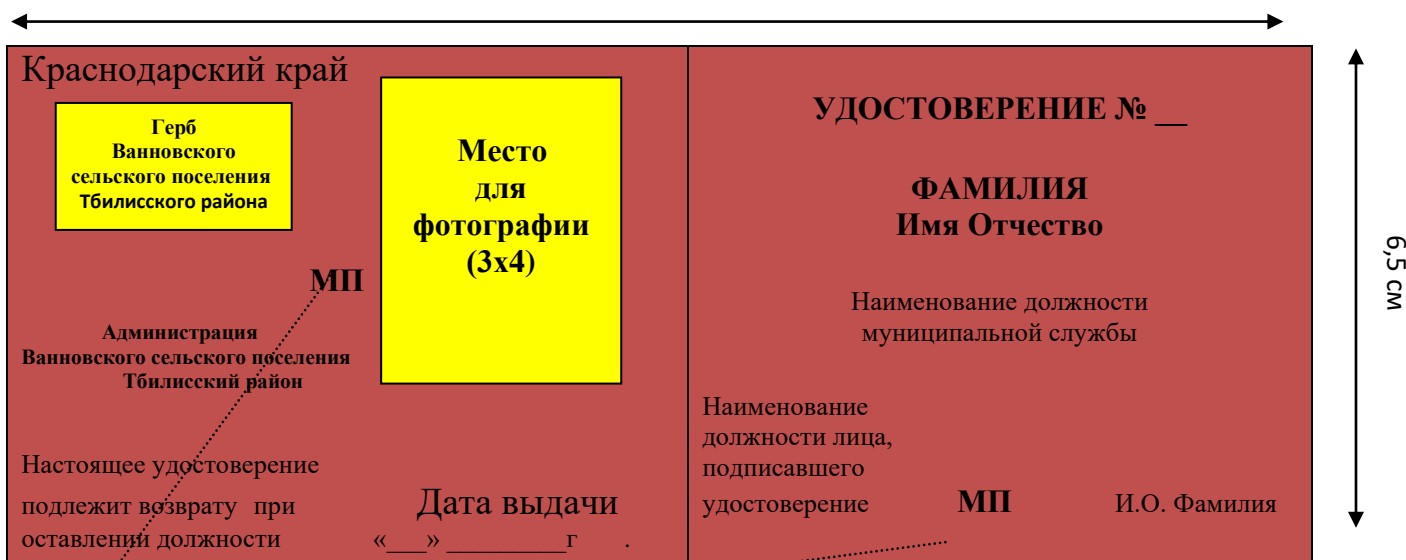 Краснодарский край
Герб
Ванновского
сельского поселения
Тбилисского района
Место
для
фотографии
(3х4)
МП
Администрация
Ванновского сельского поселения
Тбилисский район
Настоящее удостоверение
подлежит возврату при
оставлении должности
Дата выдачи
«___» _________г .
УДОСТОВЕРЕНИЕ № __
ФАМИЛИЯ
Имя Отчество
Наименование должности
муниципальной службы
Наименование
должности лица,
подписавшего
удостоверение МП И.О. Фамилия
6,5 см